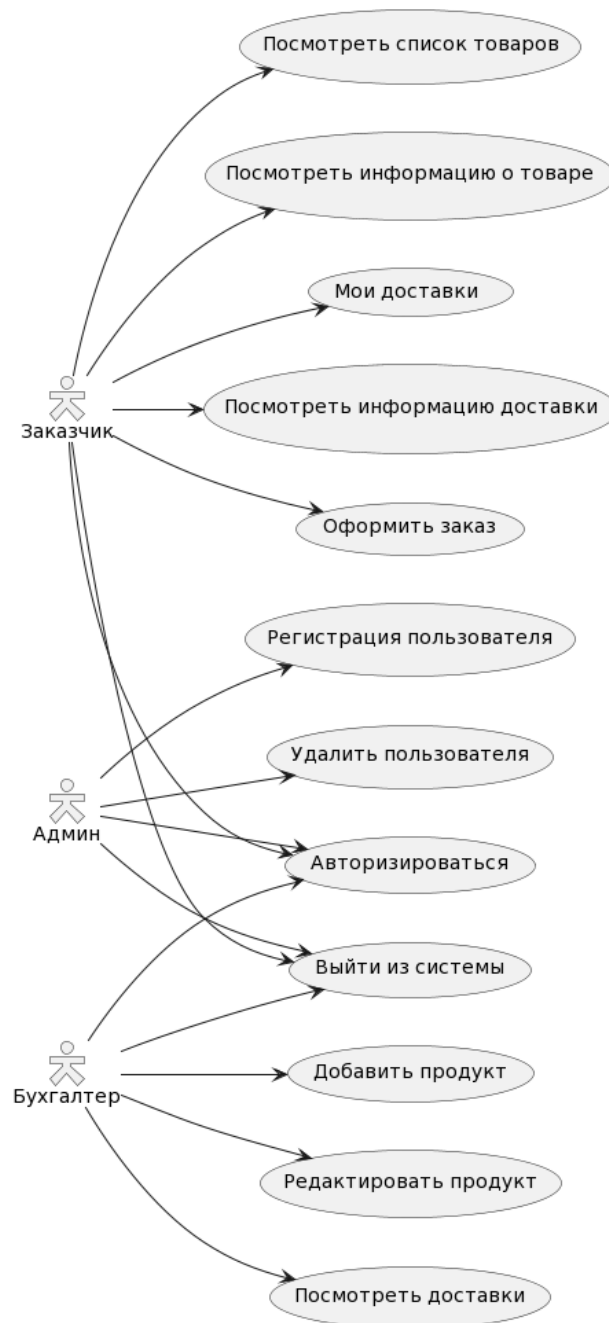 Посмотреть список товаров
Посмотреть информацию о товаре
Мои доставки
Посмотреть информацию доставки
Заказчик
Оформить заказ
Регистрация пользователя
Удалить пользователя
Админ
Авторизироваться
Выйти из системы
Добавить продукт
Бухгалтер
Редактировать продукт
Посмотреть доставки